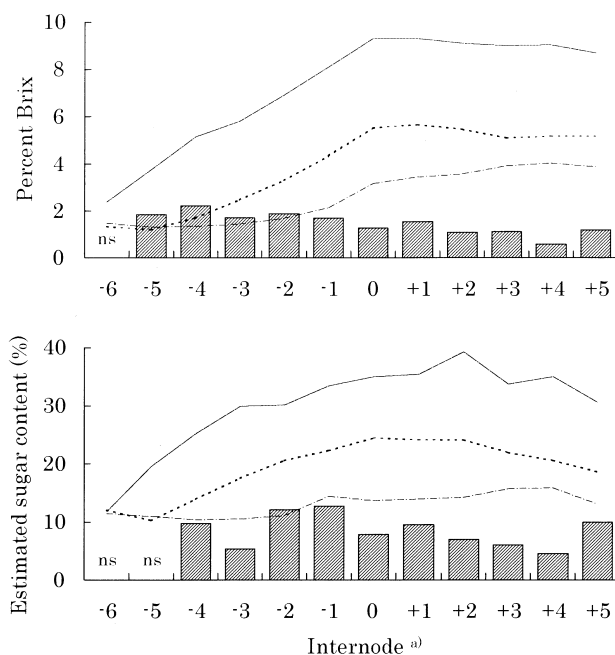 10
8
6
4
2
0
Percent Brix
ns
-6 -5 -4 -3 -2 -1 0 +1 +2 +3 +4 +5
40
30
20
10
0
Estimated sugar content (%)
ns ns
-6 -5 -4 -3 -2 -1 0 +1 +2 +3 +4 +5
Internode a)